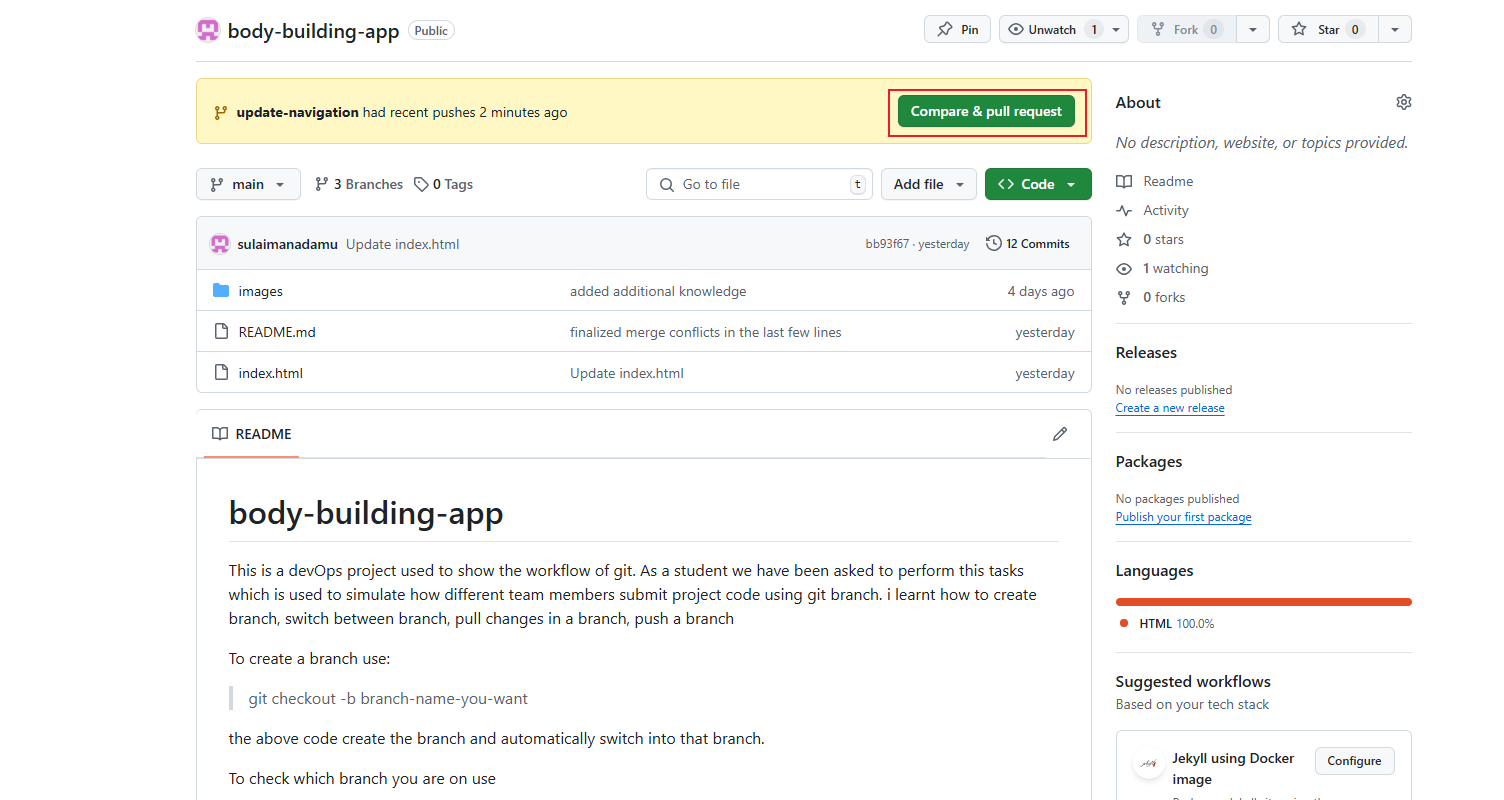 body-building-app Public
Pin
Unwatch 1
Fork 0
Star 0
update-navigation had recent pushes 2 minutes ago
Compare & pull request
main
3 Branches
0 Tags
Go to file
t
Add file
Code
sulaimanadamu Update index.html
bb93f67 · yesterday
12 Commits
images
added additional knowledge
4 days ago
README.md
finalized merge conflicts in the last few lines
yesterday
index.html
Update index.html
yesterday
README
body-building-app
This is a devOps project used to show the workflow of git. As a student we have been asked to perform this tasks
which is used to simulate how different team members submit project code using git branch. i learnt how to create
branch, switch between branch, pull changes in a branch, push a branch
To create a branch use:
git checkout -b branch-name-you-want
the above code create the branch and automatically switch into that branch.
To check which branch you are on use
About
No description, website, or topics provided.
Readme
Activity
0 stars
1 watching
0 forks
Releases
No releases published
Create a new release
Packages
No packages published
Publish your first package
Languages
HTML 100.0%
Suggested workflows
Based on your tech stack
Jekyll using Docker
image
Configure